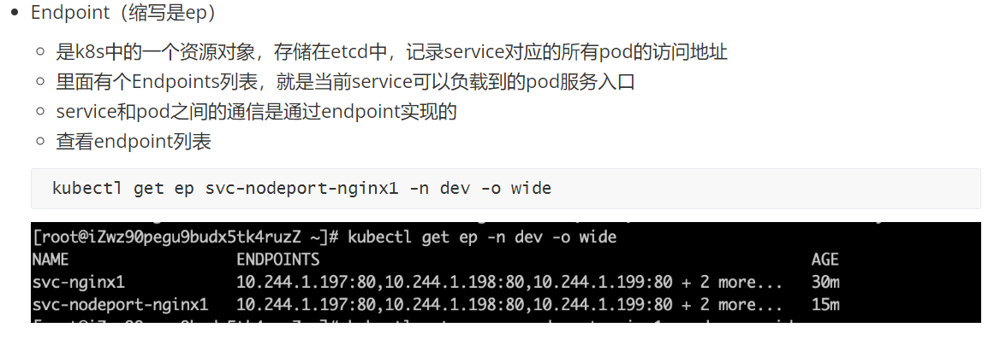 Endpoint（缩写是ep）
是k8s中的一个资源对象，存储在etcd中，记录service对应的所有pod的访问地址
里面有个Endpoints列表，就是当前service可以负载到的pod服务入口
service和pod之间的通信是通过endpoint实现的
查看endpoint列表
kubectl get ep svc-nodeport-nginx1 -n dev -o wide
[root@iZwz90pegu9budx5tk4ruzZ ~]# kubectl get ep -n dev -o wide
NAME ENDPOINTS AGE
svc-nginx1 10.244.1.197:80,10.244.1.198:80,10.244.1.199:80 + 2 more... 30m
svc-nodeport-nginx1 10.244.1.197:80,10.244.1.198:80,10.244.1.199:80 + 2 more... 15m